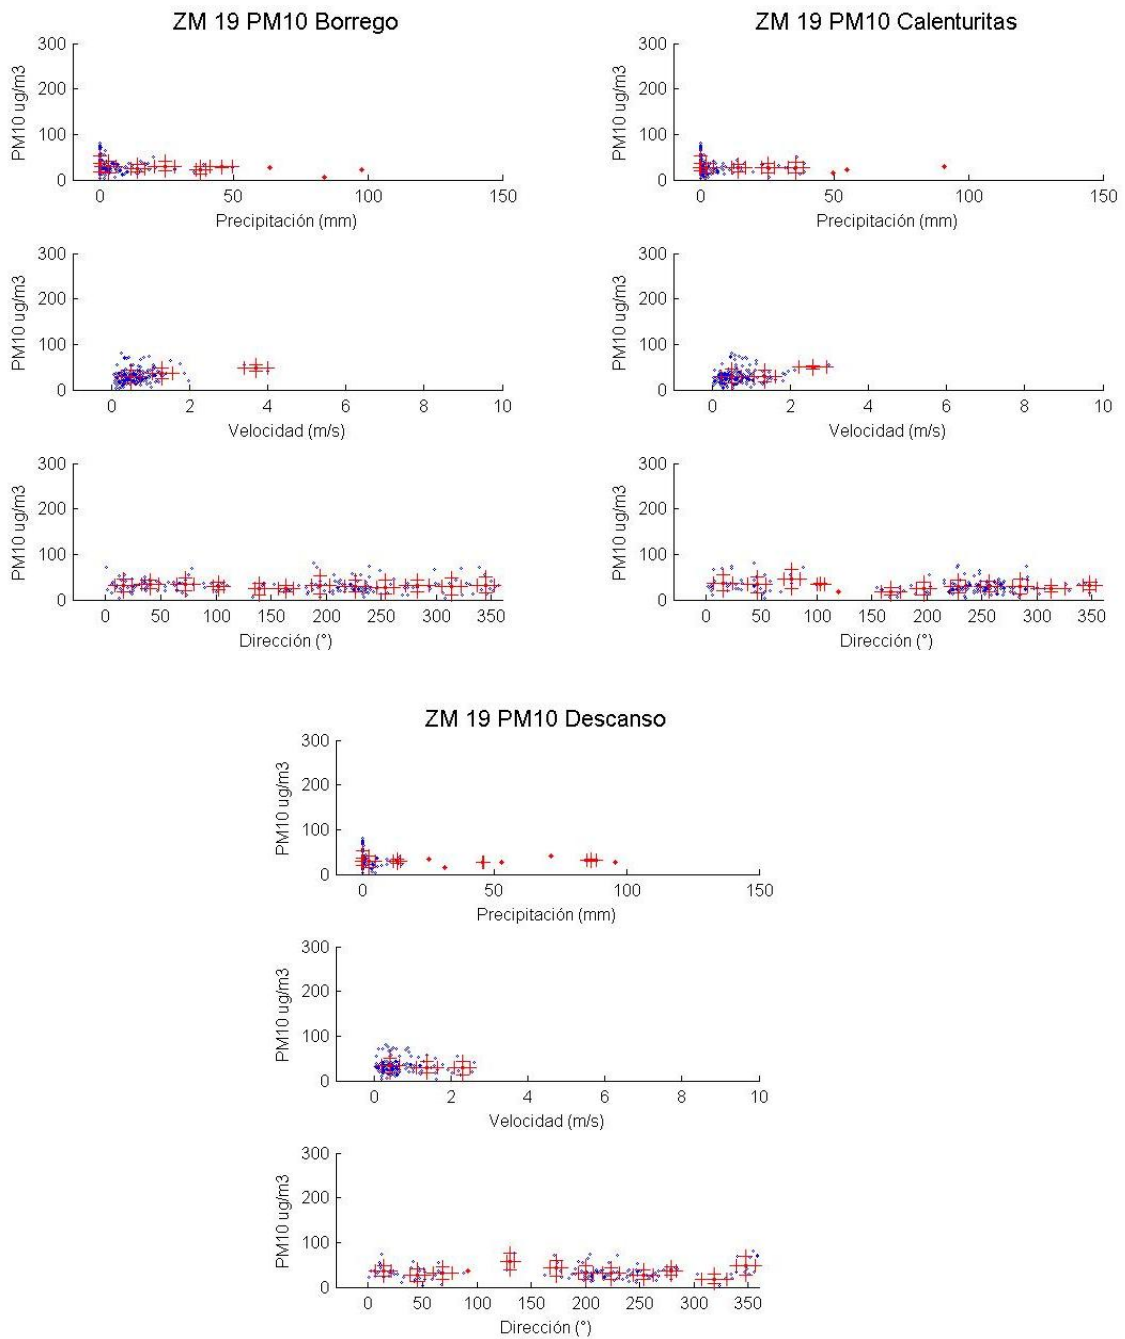 ZM 19 PM10 Borrego
300
200
100
0
PM10 ug/m3
0 50 100 150
Precipitación (mm)
300
200
100
0
PM10 ug/m3
0 2 4 6 8 10
Velocidad (m/s)
300
200
100
0
PM10 ug/m3
0 50 100 150 200 250 300 350
Dirección (°)
ZM 19 PM10 Calenturitas
300
200
100
0
PM10 ug/m3
0 50 100 150
Precipitación (mm)
300
200
100
0
PM10 ug/m3
0 2 4 6 8 10
Velocidad (m/s)
300
200
100
0
PM10 ug/m3
0 50 100 150 200 250 300 350
Dirección (°)
ZM 19 PM10 Descanso
300
200
100
0
PM10 ug/m3
0 50 100 150
Precipitación (mm)
300
200
100
0
PM10 ug/m3
0 2 4 6 8 10
Velocidad (m/s)
300
200
100
0
PM10 ug/m3
0 50 100 150 200 250 300 350
Dirección (°)